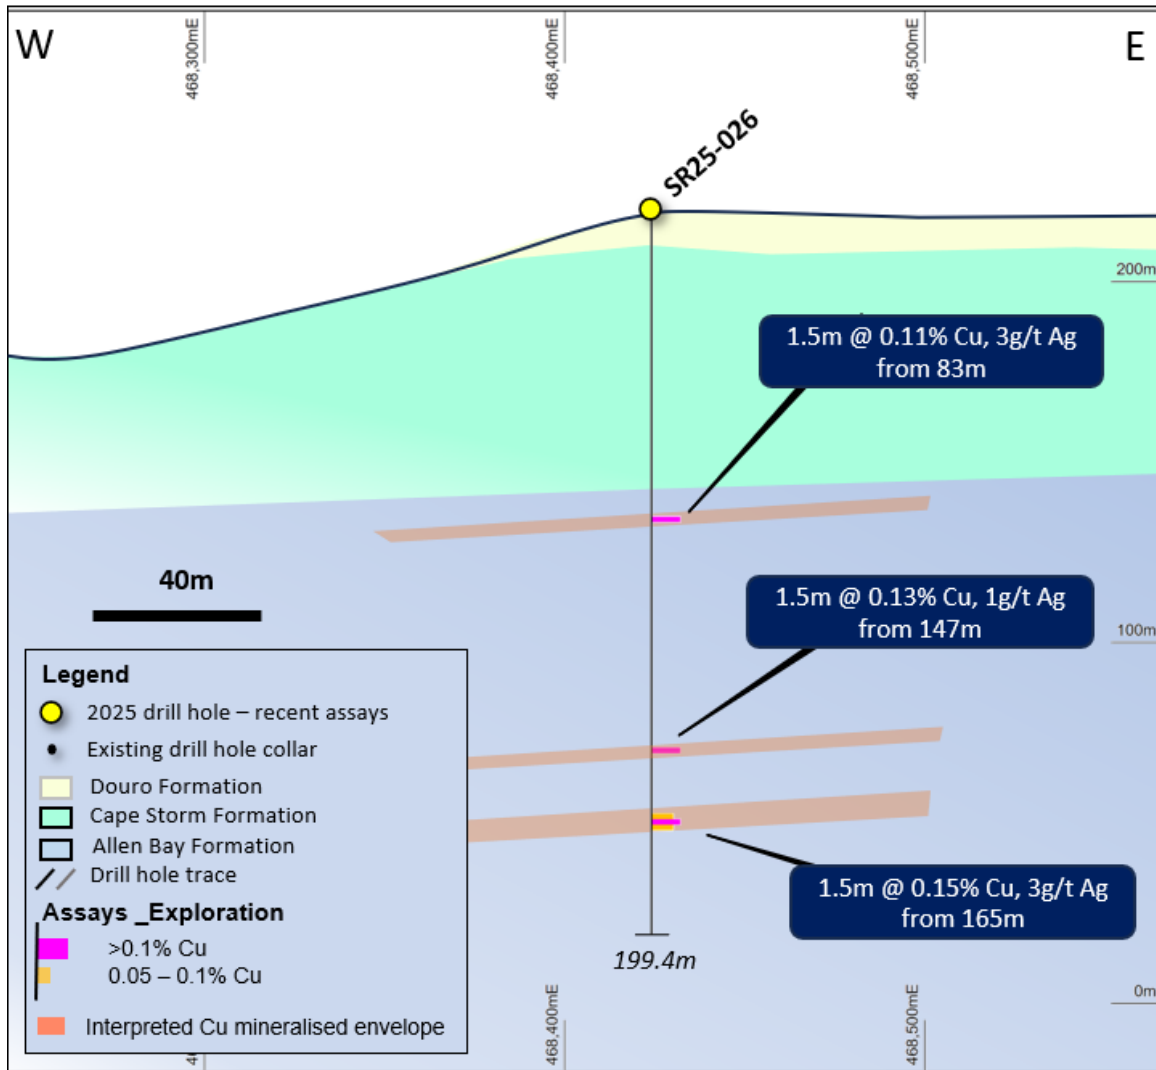 W
468,300mE
468,400mE
468,500mE
E
SR25-026
200m
1.5m @ 0.11% Cu, 3g/t Ag
from 83m
40m
1.5m @ 0.13% Cu, 1g/t Ag
from 147m
100m
Legend
2025 drill hole – recent assays
Existing drill hole collar
Douro Formation
Cape Storm Formation
Allen Bay Formation
Drill hole trace
Assays _Exploration
>0.1% Cu
0.05 – 0.1% Cu
Interpreted Cu mineralised envelope
1.5m @ 0.15% Cu, 3g/t Ag
from 165m
199.4m
0m
468,400mE
468,500mE